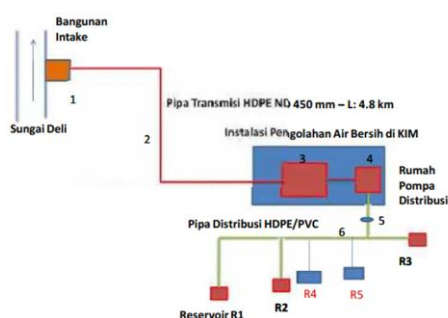 Bangunan
Intake
1
Sungai Deli
Pipa Transmisi HDPE ND 450 mm – L: 4.8 km
2
Instalasi Pengolahan Air Bersih di KIM
3
4
Rumah
Pompa
Distribusi
5
Pipa Distribusi HDPE/PVC
6
R3
R4
R5
R2
Reservoir R1